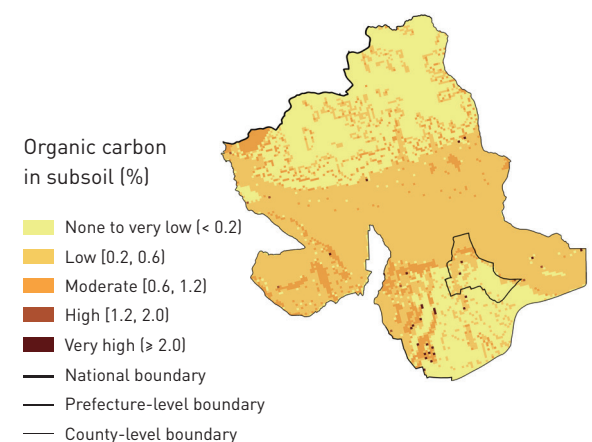 Organic carbon
in subsoil (%)
None to very low (< 0.2)
Low [0.2, 0.6)
Moderate [0.6, 1.2)
High [1.2, 2.0)
Very high (≥ 2.0)
National boundary
Prefecture-level boundary
County-level boundary